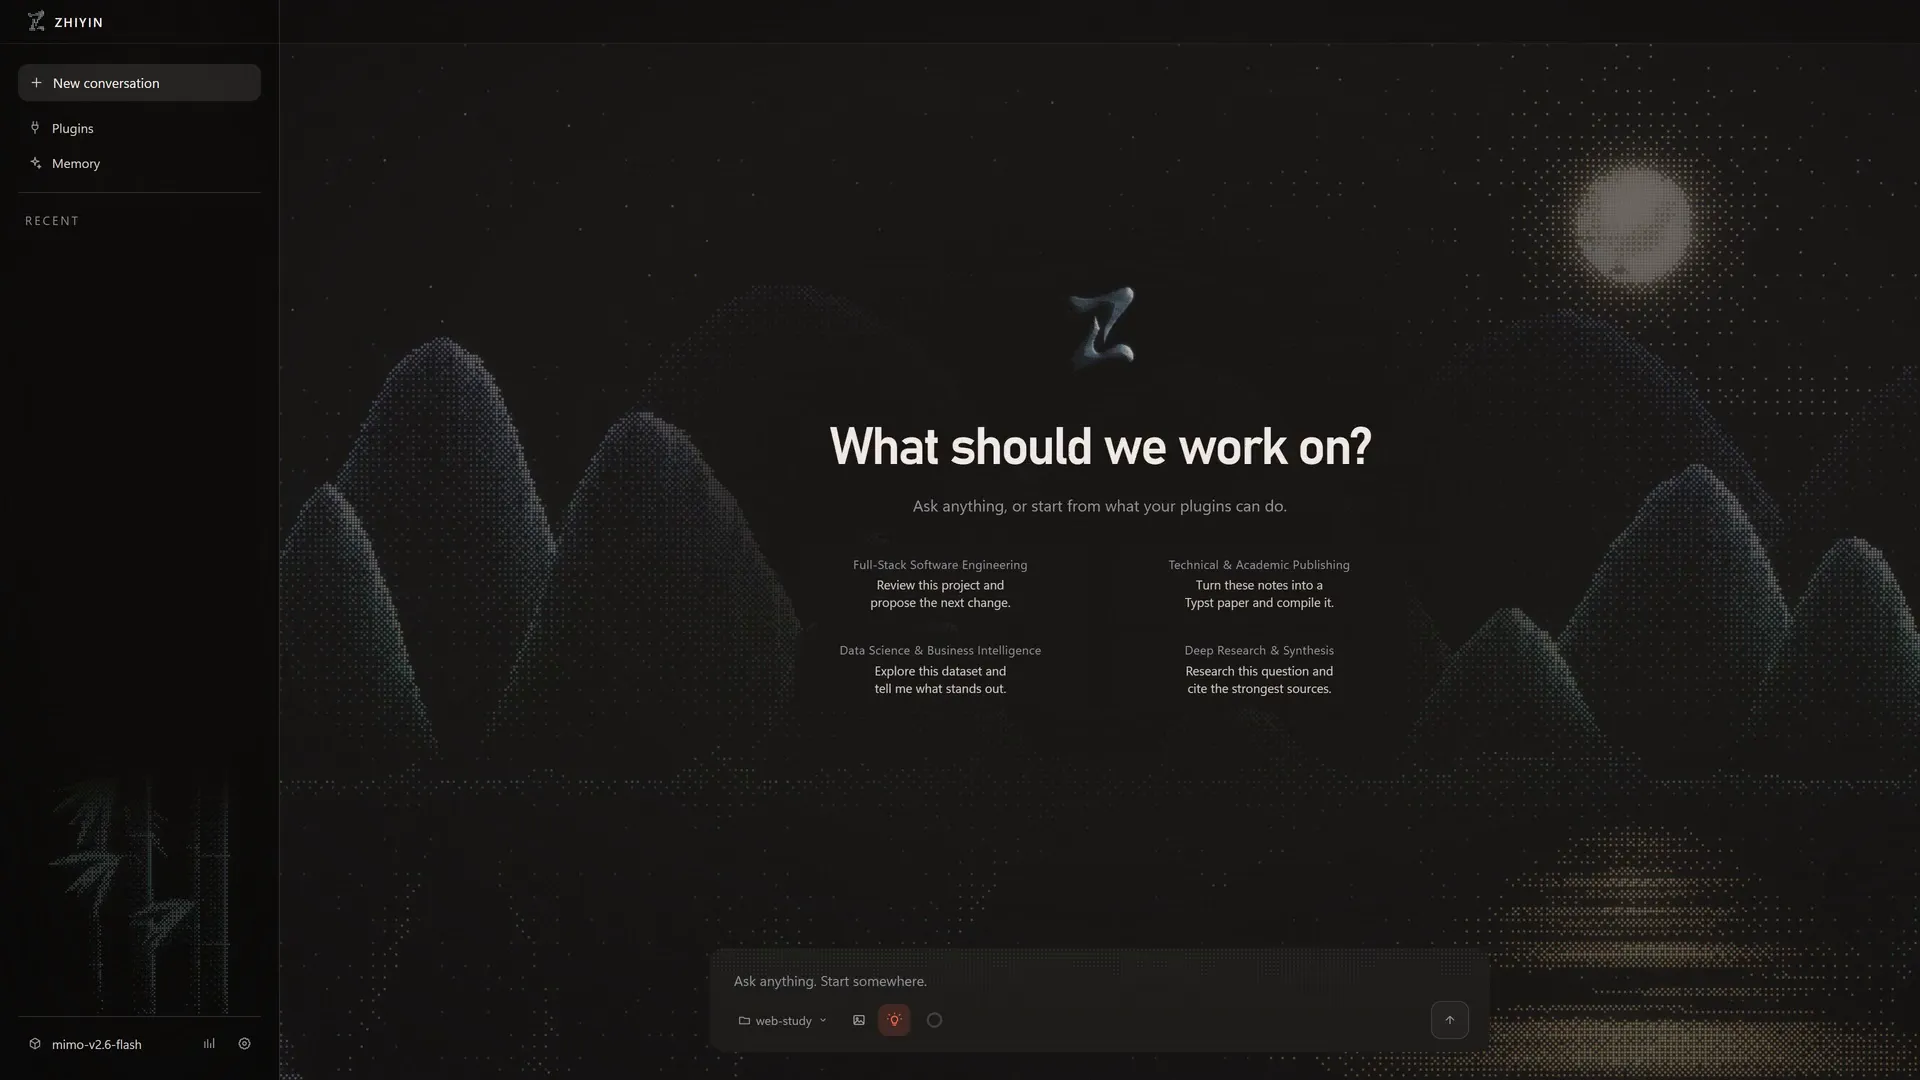 ZHIYIN
New conversation
Plugins
Memory
RECENT
mimo-v2.6-flash
What should we work on?
Ask anything, or start from what your plugins can do.
Full-Stack Software Engineering
Review this project and
propose the next change.
Technical & Academic Publishing
Turn these notes into a
Typst paper and compile it.
Data Science & Business Intelligence
Explore this dataset and
tell me what stands out.
Deep Research & Synthesis
Research this question and
cite the strongest sources.
Ask anything. Start somewhere.
web-study